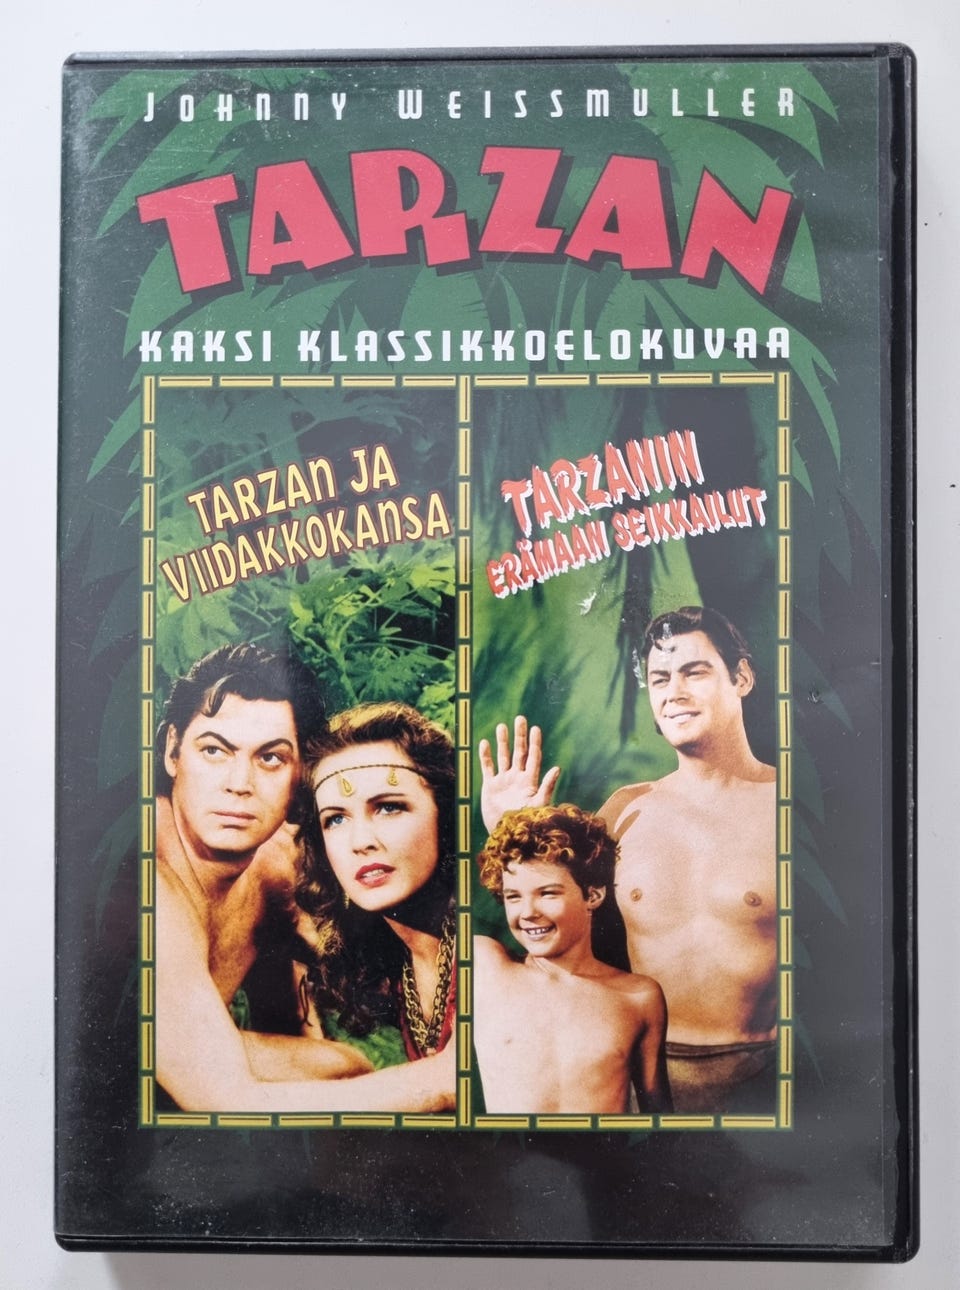 JOHNNY WEISSMULLER
TARZAN
KAKSI KLASSIKKOELOKUVAA
TARZAN JA
VIIDAKKOKANSA
TARZANIN
ERÄMAAN SEIKKAILUT